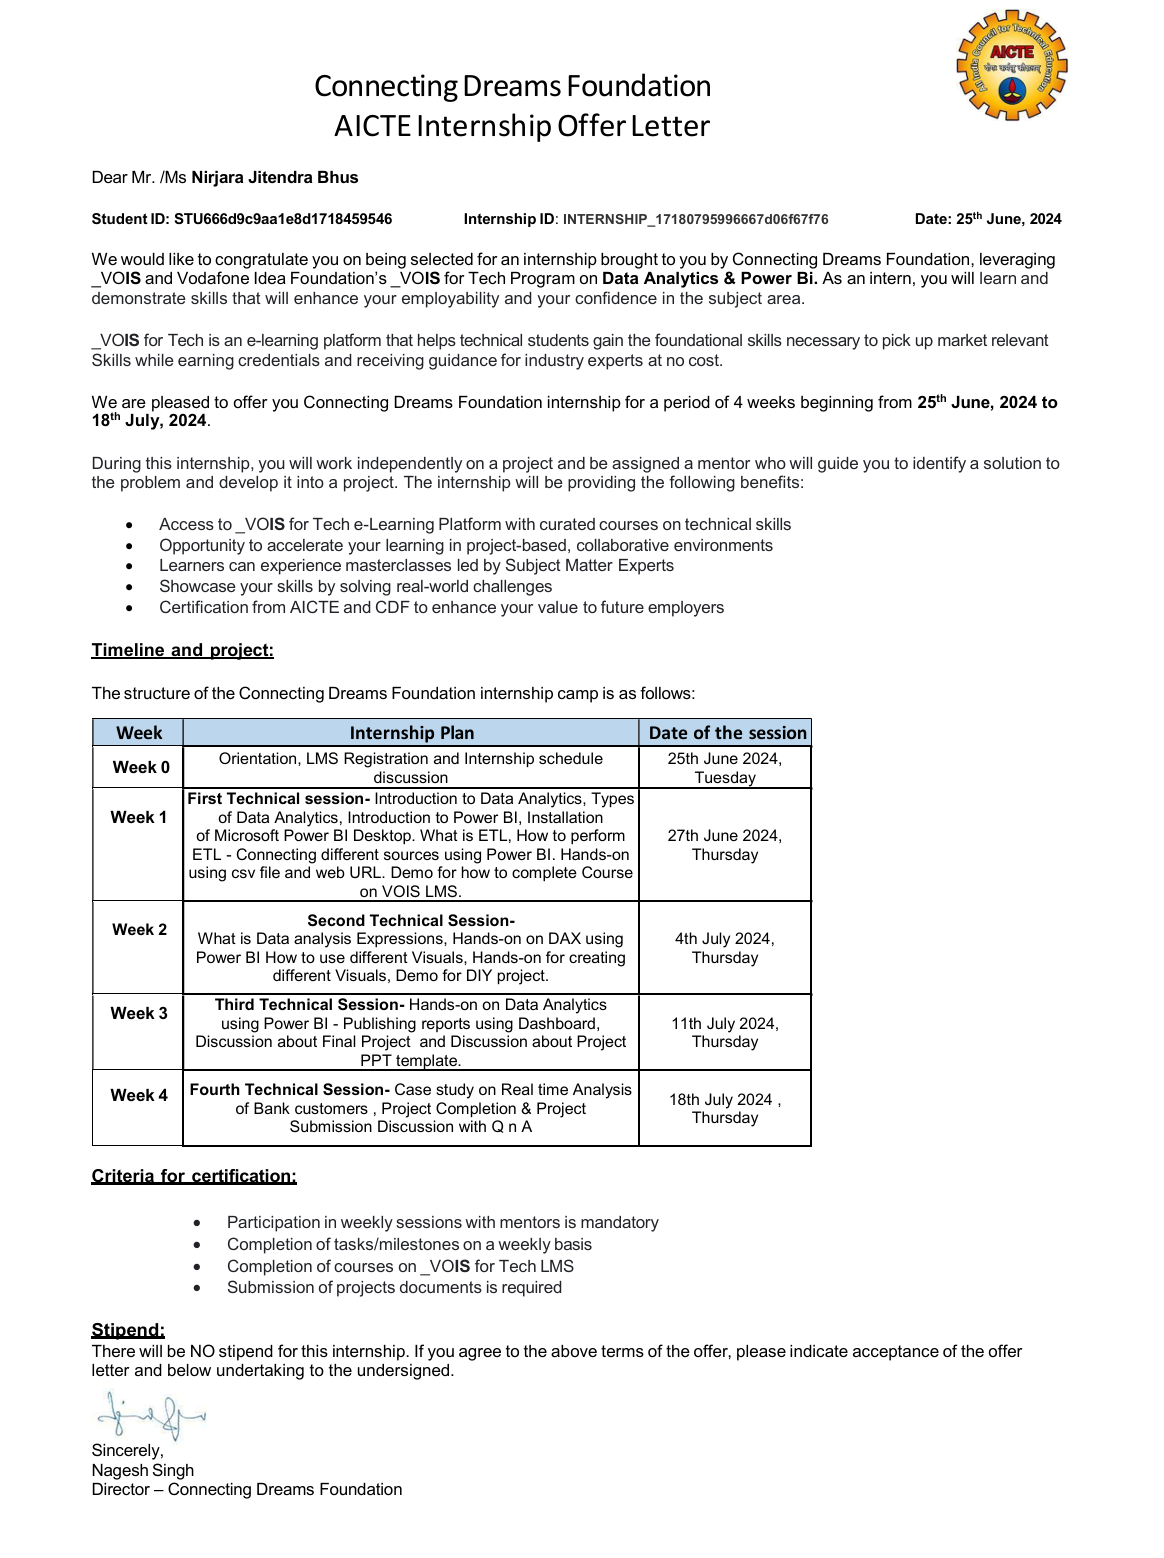 All India Council for Technical Education
AICTE
योगः कर्मसु कौशलम्
Connecting Dreams Foundation
AICTE Internship Offer Letter
Dear Mr. /Ms Nirjara Jitendra Bhus
Student ID: STU666d9c9aa1e8d1718459546 Internship ID: INTERNSHIP_17180795996667d06f67f76 Date: 25th June, 2024
We would like to congratulate you on being selected for an internship brought to you by Connecting Dreams Foundation, leveraging
_VOIS and Vodafone Idea Foundation’s _VOIS for Tech Program on Data Analytics & Power Bi. As an intern, you will learn and
demonstrate skills that will enhance your employability and your confidence in the subject area.
_VOIS for Tech is an e-learning platform that helps technical students gain the foundational skills necessary to pick up market relevant
Skills while earning credentials and receiving guidance for industry experts at no cost.
We are pleased to offer you Connecting Dreams Foundation internship for a period of 4 weeks beginning from 25th June, 2024 to
18th July, 2024.
During this internship, you will work independently on a project and be assigned a mentor who will guide you to identify a solution to
the problem and develop it into a project. The internship will be providing the following benefits:
• Access to _VOIS for Tech e-Learning Platform with curated courses on technical skills
• Opportunity to accelerate your learning in project-based, collaborative environments
• Learners can experience masterclasses led by Subject Matter Experts
• Showcase your skills by solving real-world challenges
• Certification from AICTE and CDF to enhance your value to future employers
Timeline and project:
The structure of the Connecting Dreams Foundation internship camp is as follows:
Week Internship Plan Date of the session
Week 0
Orientation, LMS Registration and Internship schedule
discussion
25th June 2024,
Tuesday
Week 1
First Technical session- Introduction to Data Analytics, Types
of Data Analytics, Introduction to Power BI, Installation
of Microsoft Power BI Desktop. What is ETL, How to perform
ETL - Connecting different sources using Power BI. Hands-on
using csv file and web URL. Demo for how to complete Course
on VOIS LMS.
27th June 2024,
Thursday
Week 2
Second Technical Session-
What is Data analysis Expressions, Hands-on on DAX using
Power BI How to use different Visuals, Hands-on for creating
different Visuals, Demo for DIY project.
4th July 2024,
Thursday
Week 3
Third Technical Session- Hands-on on Data Analytics
using Power BI - Publishing reports using Dashboard,
Discussion about Final Project and Discussion about Project
PPT template.
11th July 2024,
Thursday
Week 4
Fourth Technical Session- Case study on Real time Analysis
of Bank customers , Project Completion & Project
Submission Discussion with Q n A
18th July 2024 ,
Thursday
Criteria for certification:
• Participation in weekly sessions with mentors is mandatory
• Completion of tasks/milestones on a weekly basis
• Completion of courses on _VOIS for Tech LMS
• Submission of projects documents is required
Stipend:
There will be NO stipend for this internship. If you agree to the above terms of the offer, please indicate acceptance of the offer
letter and below undertaking to the undersigned.
Sincerely,
Nagesh Singh
Director – Connecting Dreams Foundation